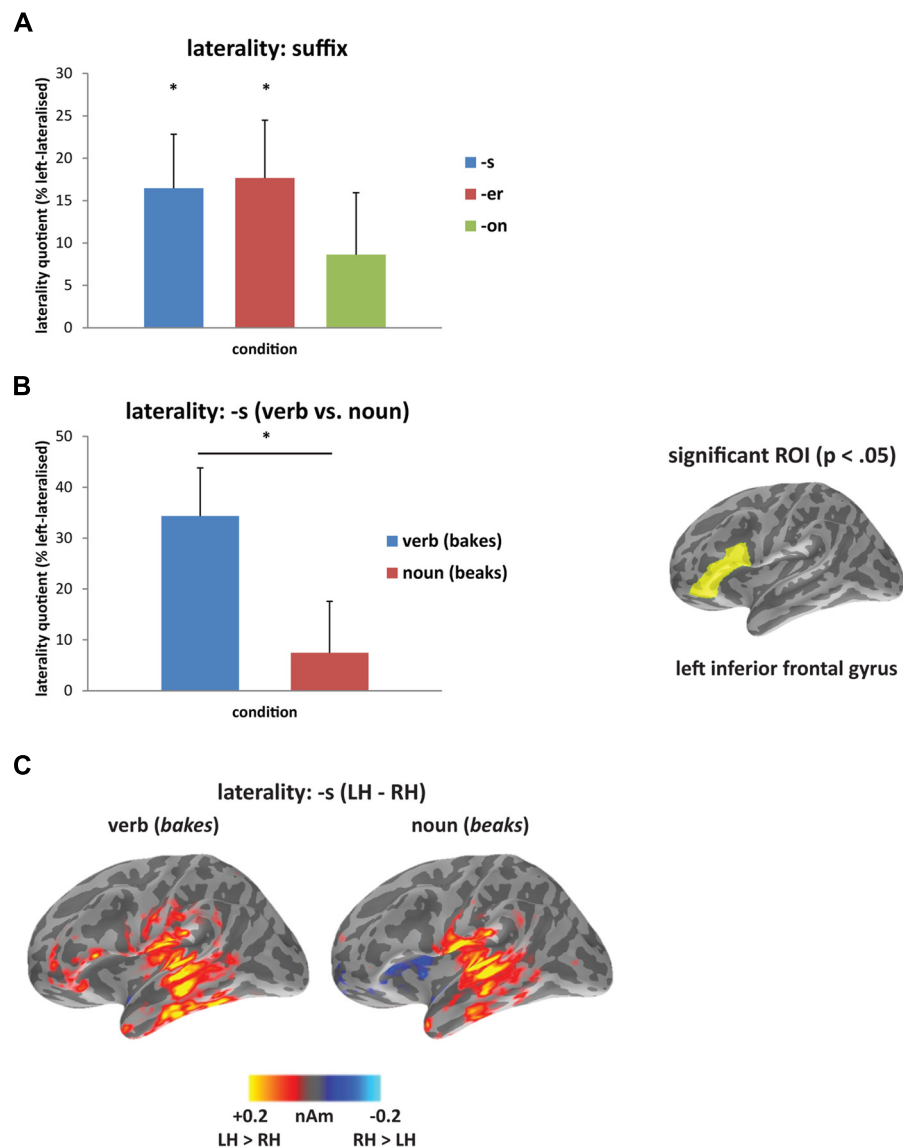 A
laterality: suffix
laterality quotient (% left-lateralised)
30
25
20
15
10
5
0
* *
-s
-er
-on
condition
B
laterality: -s (verb vs. noun)
laterality quotient (% left-lateralised)
50
40
30
20
10
0
*
verb (bakes)
noun (beaks)
condition
significant ROI (p < .05)
left inferior frontal gyrus
C
laterality: -s (LH - RH)
verb (bakes) noun (beaks)
+0.2 nAm -0.2
LH > RH RH > LH